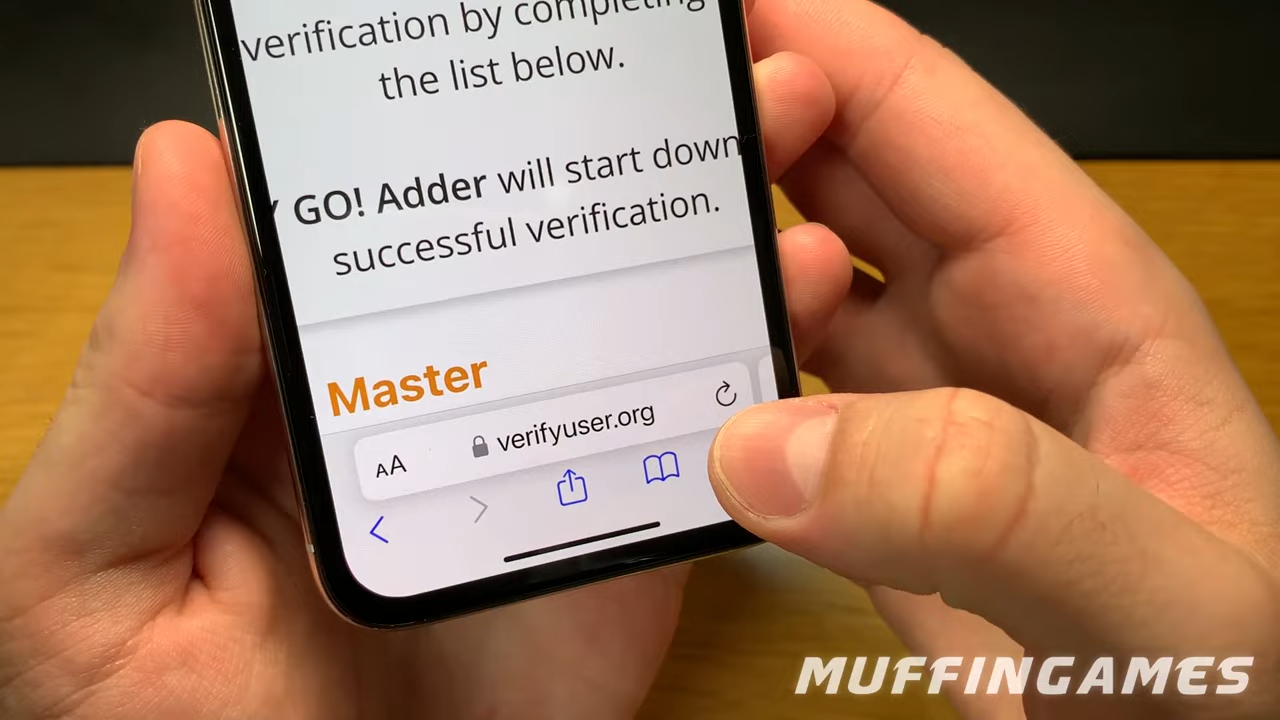 verification by completing
the list below.
GO! Adder will start down
successful verification.
Master
AA
verifyuser.org
MUFFINGAMES